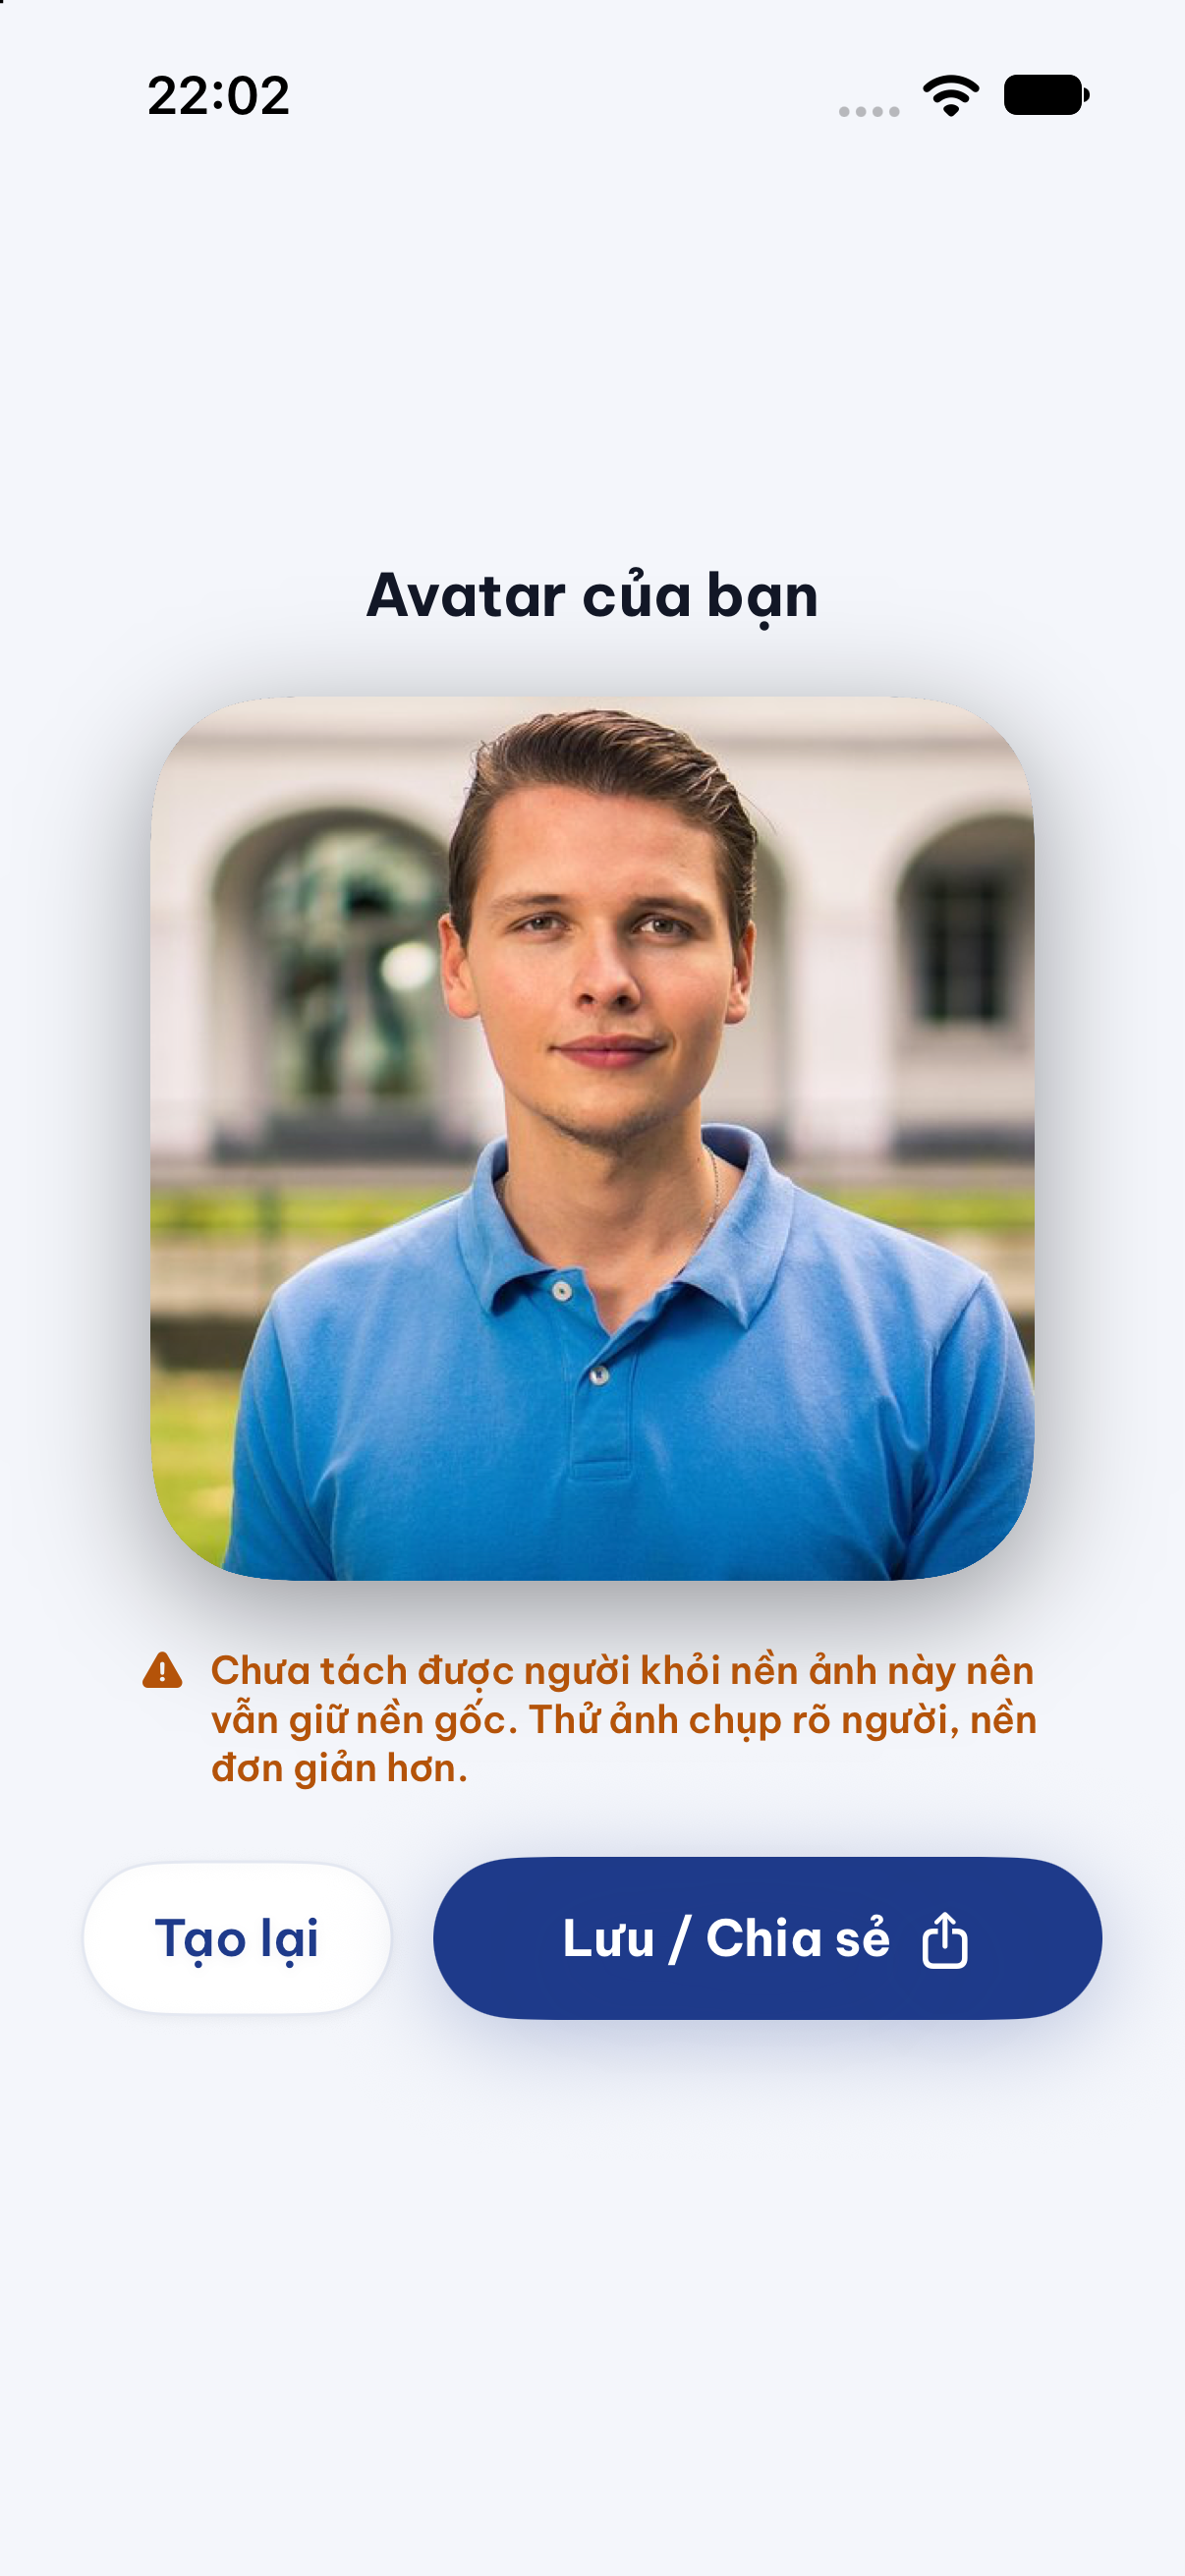 22:02
Avatar của bạn
Chưa tách được người khỏi nền ảnh này nên
vẫn giữ nền gốc. Thử ảnh chụp rõ người, nền
đơn giản hơn.
Tạo lại
Lưu / Chia sẻ